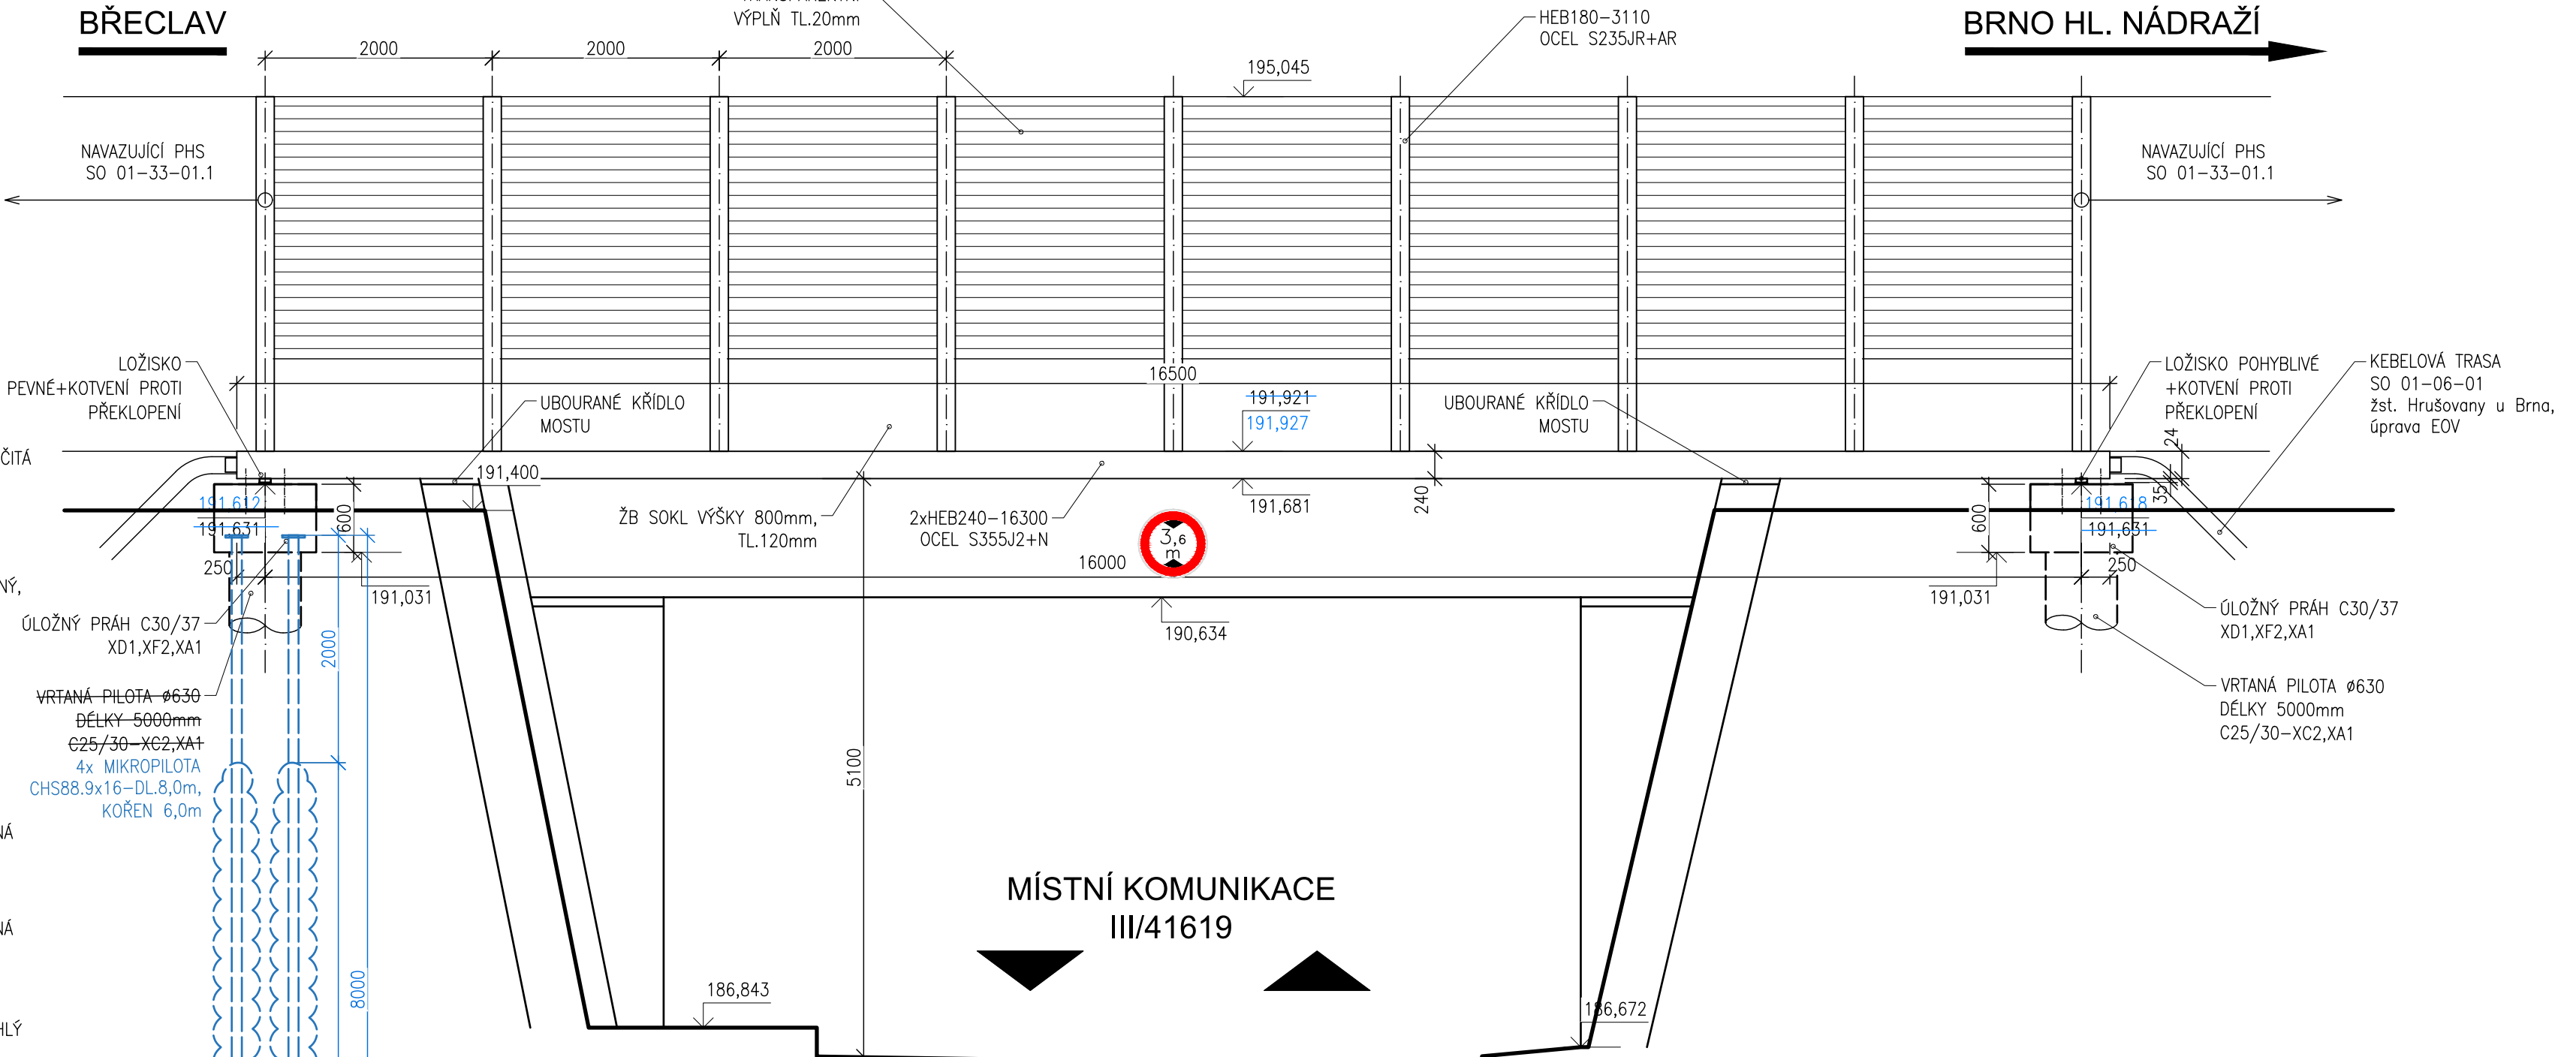 BŘECLAV
VÝPLŇ TL.20mm
HEB180-3110
OCEL S235JR+AR
BRNO HL. NÁDRAŽÍ
2000
2000
2000
195,045
NAVAZUJÍCÍ PHS
SO 01-33-01.1
NAVAZUJÍCÍ PHS
SO 01-33-01.1
LOŽISKO
PEVNÉ+KOTVENÍ PROTI
PŘEKLOPENÍ
UBOURANÉ KŘÍDLO
MOSTU
16500
191,921
191,927
UBOURANÉ KŘÍDLO
MOSTU
LOŽISKO POHYBLIVÉ
+KOTVENÍ PROTI
PŘEKLOPENÍ
KEBELOVÁ TRASA
SO 01-06-01
žst. Hrušovany u Brna,
úprava EOV
24
ČITÁ
191,400
191,612
191,631
600
ŽB SOKL VÝŠKY 800mm,
TL.120mm
2xHEB240-16300
OCEL S355J2+N
191,681
240
3,6
m
600
35
191,618
191,631
250
16000
250
191,031
191,031
NÝ,
ÚLOŽNÝ PRÁH C30/37
XD1,XF2,XA1
190,634
ÚLOŽNÝ PRÁH C30/37
XD1,XF2,XA1
2000
VRTANÁ PILOTA ø630
DÉLKY 5000mm
C25/30-XC2,XA1
4x MIKROPILOTA
CHS88.9x16-DL.8,0m,
KOŘEN 6,0m
VRTANÁ PILOTA ø630
DÉLKY 5000mm
C25/30-XC2,XA1
5100
NÁ
MÍSTNÍ KOMUNIKACE
III/41619
NÁ
8000
186,843
186,672
HLÝ